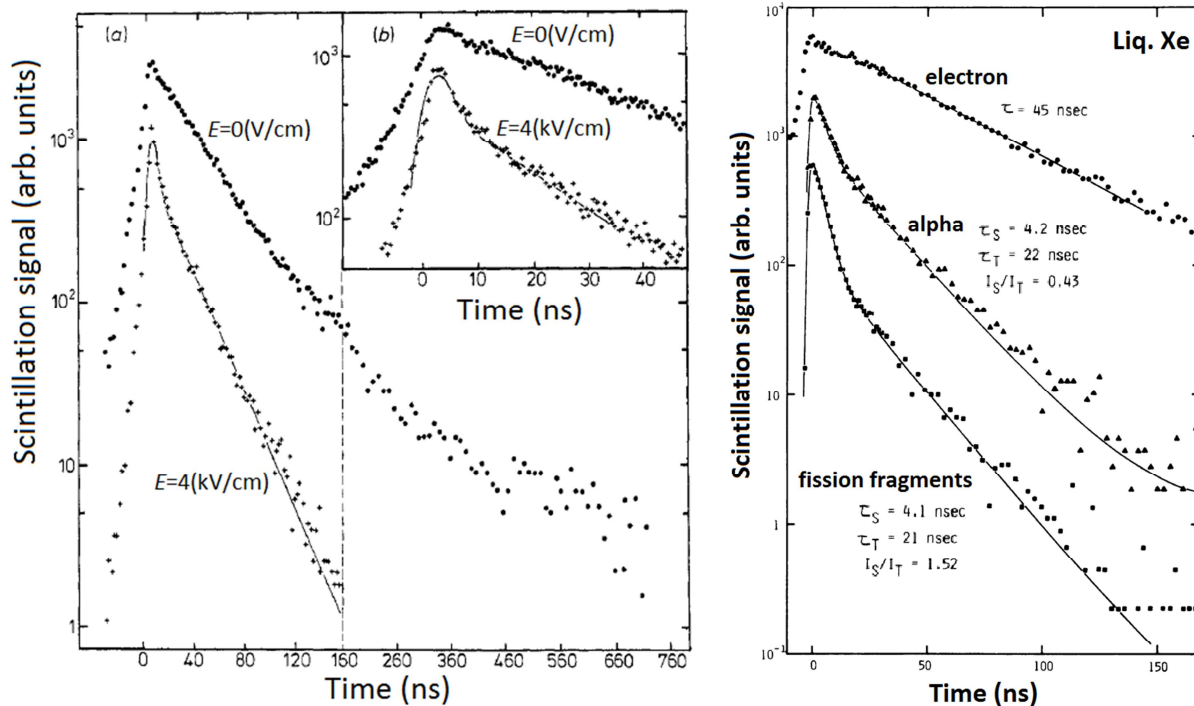 Scintillation signal (arb. units)
(a)
E=0(V/cm)
E=4(kV/cm)
10³
10²
10
1
0 40 80 120 160 260 360 460 560 660 760
Time (ns)
(b)
E=0(V/cm)
E=4(kV/cm)
10³
10²
0 10 20 30 40
Time (ns)
Scintillation signal (arb. units)
Liq. Xe
10⁴
10³
10²
10
1
10⁻¹
electron
τ = 45 nsec
alpha
τS = 4.2 nsec
τT = 22 nsec
IS/IT = 0.43
fission fragments
τS = 4.1 nsec
τT = 21 nsec
IS/IT = 1.52
0 50 100 150
Time (ns)